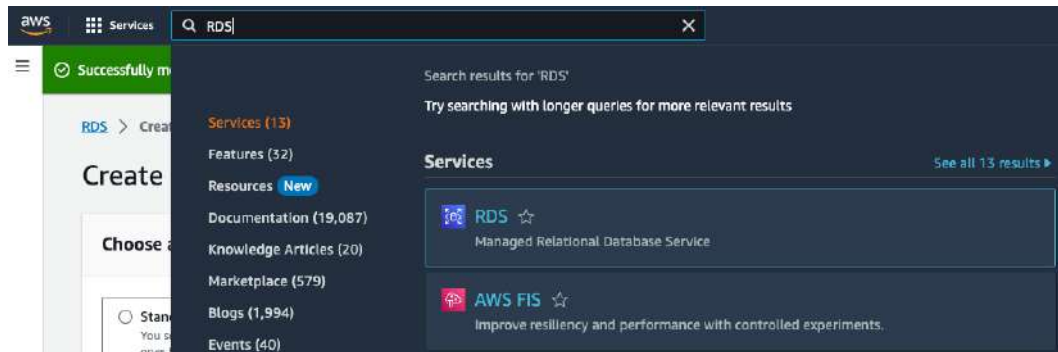 aws
Services
RDS
Successfully
RDS > Creat
Create
Choose a
Stan
You s
Search results for 'RDS'
Try searching with longer queries for more relevant results
Services (13)
Features (32)
Resources New
Documentation (19,087)
Knowledge Articles (20)
Marketplace (579)
Blogs (1,994)
Events (40)
Services
See all 13 results
RDS
Managed Relational Database Service
AWS FIS
Improve resiliency and performance with controlled experiments.